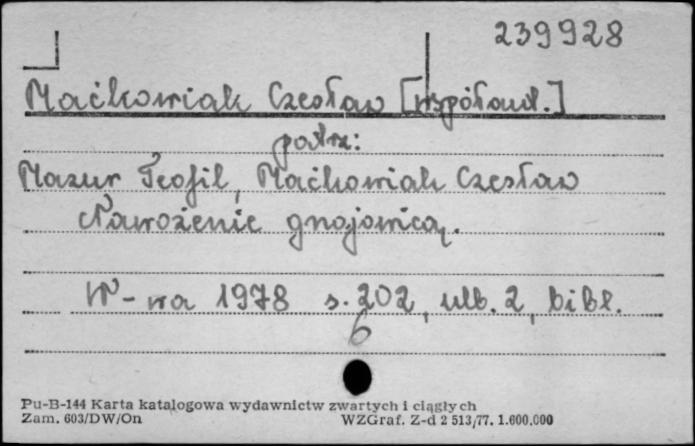 239928
Maćkowiak Czesław [współaut.]
patrz:
Mazur Teofil, Maćkowiak Czesław
Nawożenie gnojowicą.
W-wa 1978 s. 202, ulb. 2, bibl.
6
Pu-B-144 Karta katalogowa wydawnictw zwartych i ciągłych
Zam. 603/DW/On WZGraf. Z-d 2 513/77. 1.600.000